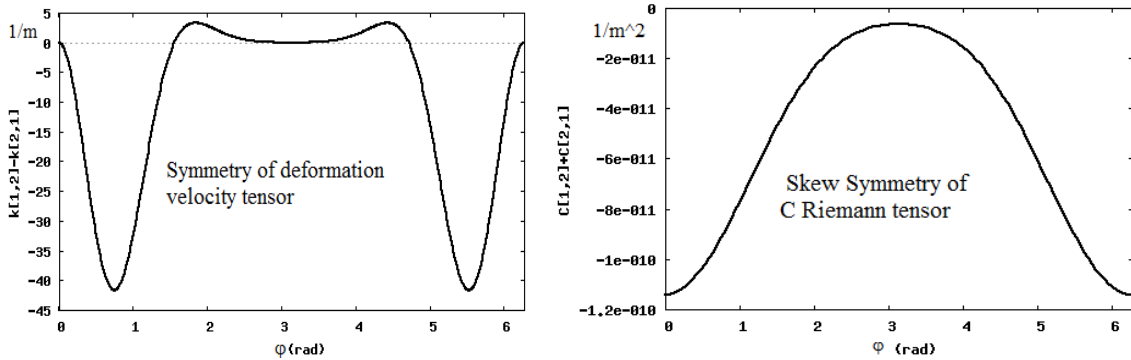 5
1/m
0
-5
-10
-15
-20
-25
-30
-35
-40
-45
k[1,2]-k[2,1]
Symmetry of deformation
velocity tensor
0 1 2 3 4 5 6
φ(rad)
0
1/m^2
-2e-011
-4e-011
-6e-011
-8e-011
-1e-010
-1,2e-010
C[1,2]+C[2,1]
Skew Symmetry of
C Riemann tensor
0 1 2 3 4 5 6
φ (rad)